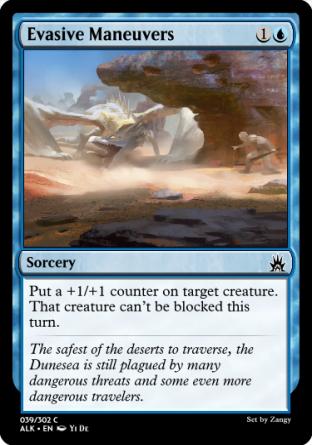 Evasive Maneuvers 1
Sorcery
Put a +1/+1 counter on target creature.
That creature can't be blocked this
turn.
The safest of the deserts to traverse, the
Dunesea is still plagued by many
dangerous threats and some even more
dangerous travelers.
039/302 C
ALK • EN Yi De
Set by Zangy